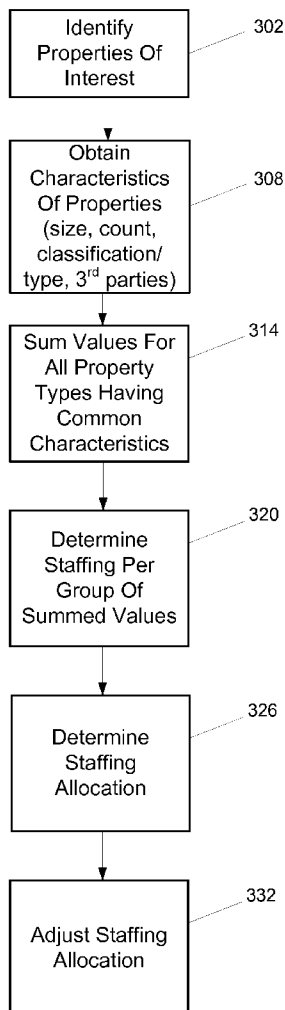 Identify
Properties Of
Interest
302
Obtain
Characteristics
Of Properties
(size, count,
classification/
type, 3rd parties)
308
Sum Values For
All Property
Types Having
Common
Characteristics
314
Determine
Staffing Per
Group Of
Summed Values
320
Determine
Staffing
Allocation
326
Adjust Staffing
Allocation
332